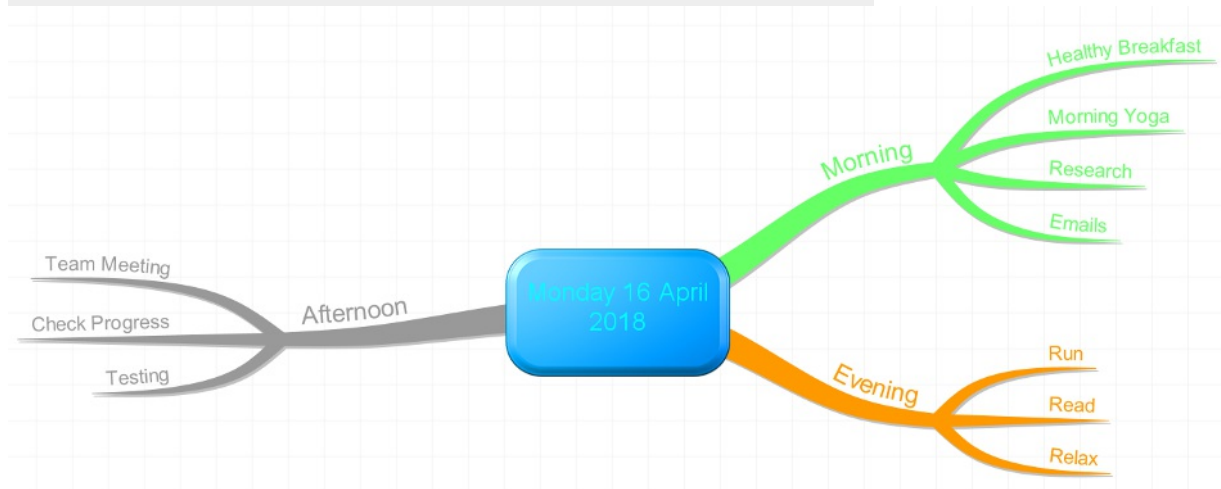 Monday 16 April
2018
Morning
Healthy Breakfast
Morning Yoga
Research
Emails
Afternoon
Team Meeting
Check Progress
Testing
Evening
Run
Read
Relax